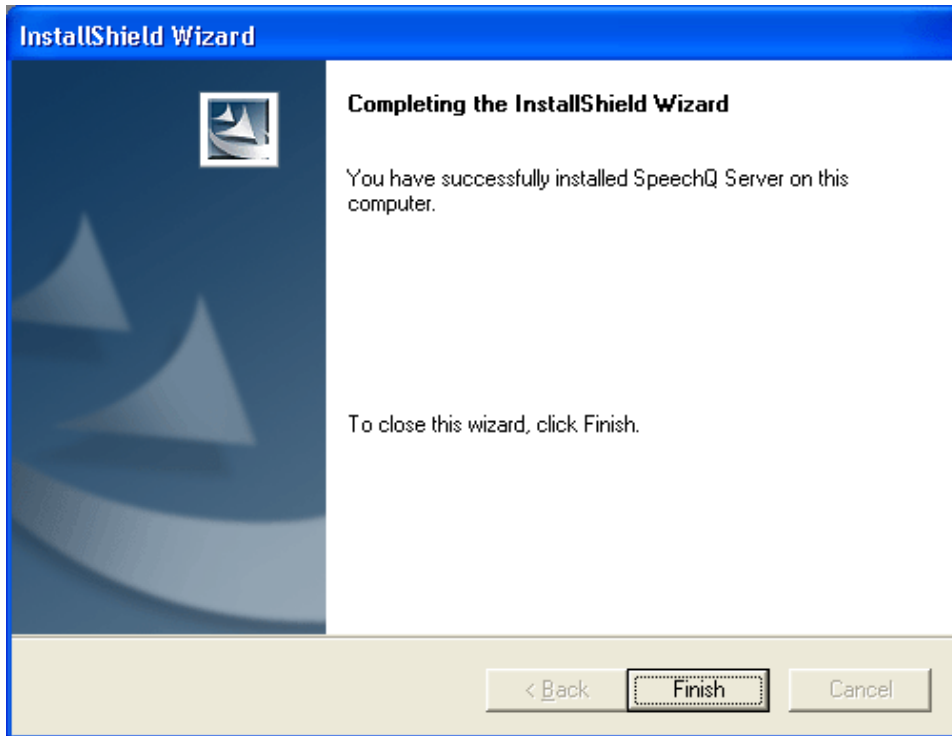 InstallShield Wizard
Completing the InstallShield Wizard
You have successfully installed SpeechQ Server on this
computer.
To close this wizard, click Finish.
< Back
Finish
Cancel